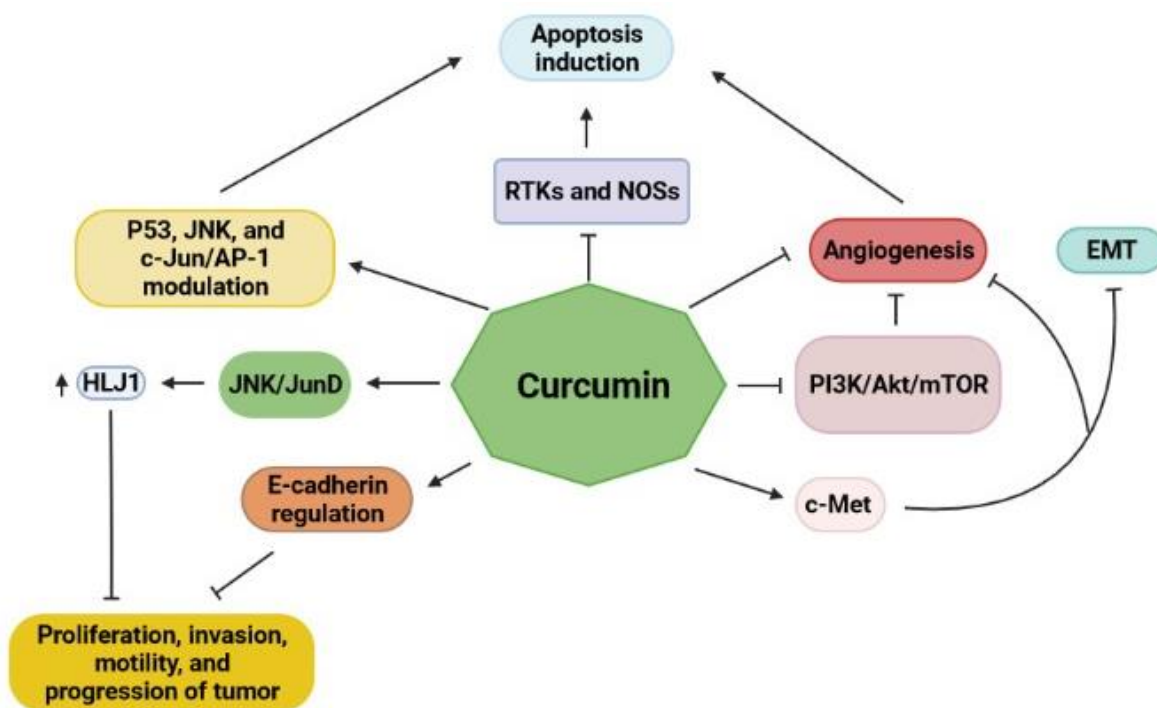 Apoptosis
induction
RTKs and NOSs
P53, JNK, and
c-Jun/AP-1
modulation
Angiogenesis
EMT
HLJ1
JNK/JunD
Curcumin
PI3K/Akt/mTOR
E-cadherin
regulation
c-Met
Proliferation, invasion,
motility, and
progression of tumor